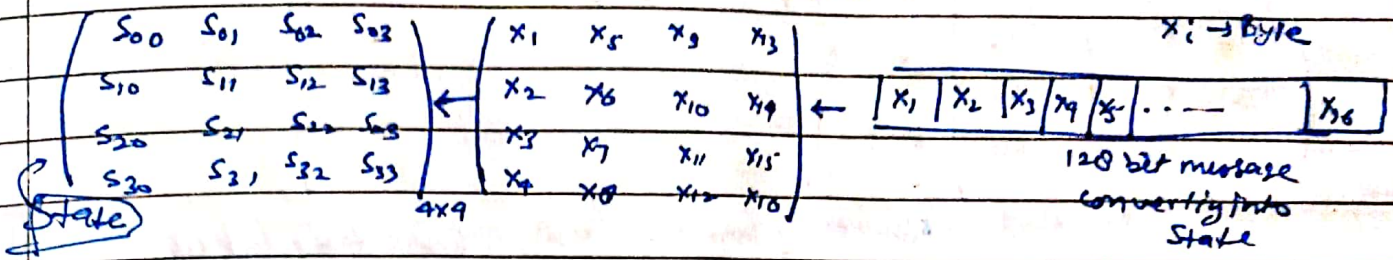 S00 S01 S02 S03
S10 S11 S12 S13
S20 S21 S22 S23
S30 S31 S32 S33
4x4
State
←
x1 x5 x9 x13
x2 x6 x10 x14
x3 x7 x11 x15
x4 x8 x12 x16
←
xi → Byte
x1 x2 x3 x4 x5 ..... x16
128 bit message
converting into
State